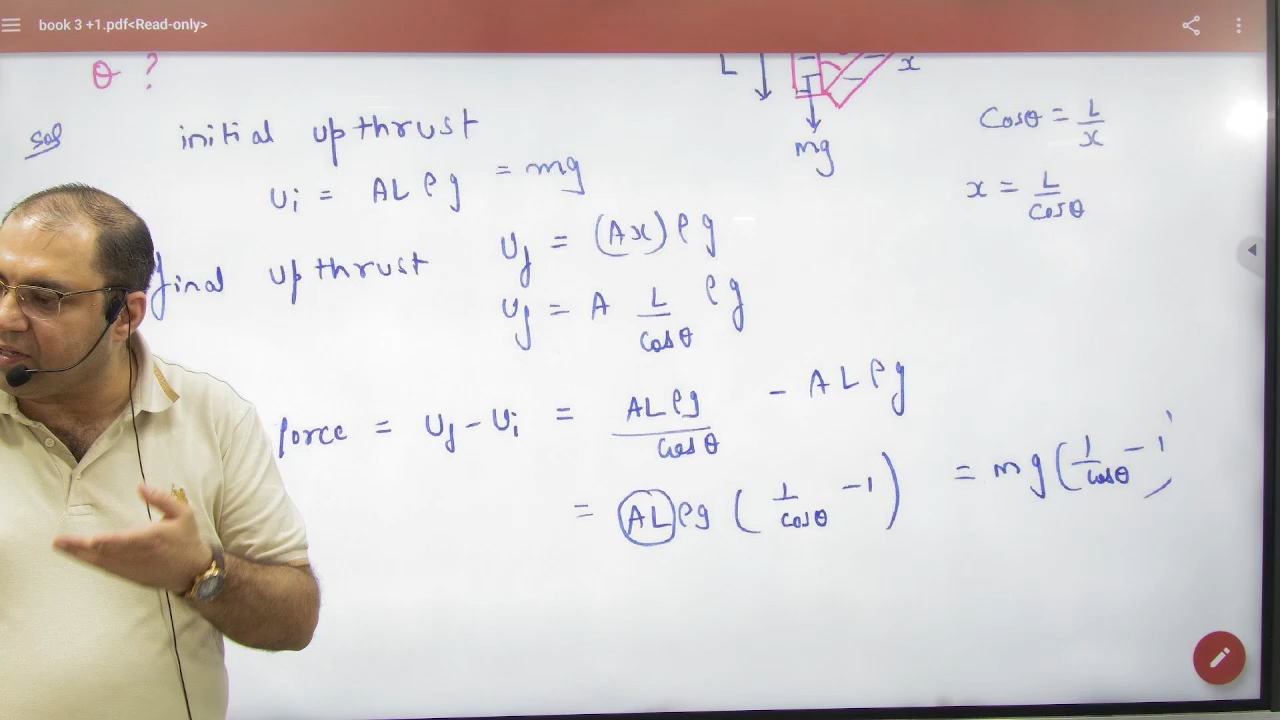 book 3 +1.pdf<Read-only>
θ ?
L x
mg
Cosθ = L/x
x = L/cosθ
Sol initial upthrust
Ui = ALρg = mg
final upthrust Uf = (Ax)ρg
Uf = A L/cosθ ρg
force = Uf - Ui = ALρg/cosθ - ALρg
= ALρg (1/cosθ -1) = mg(1/cosθ -1)